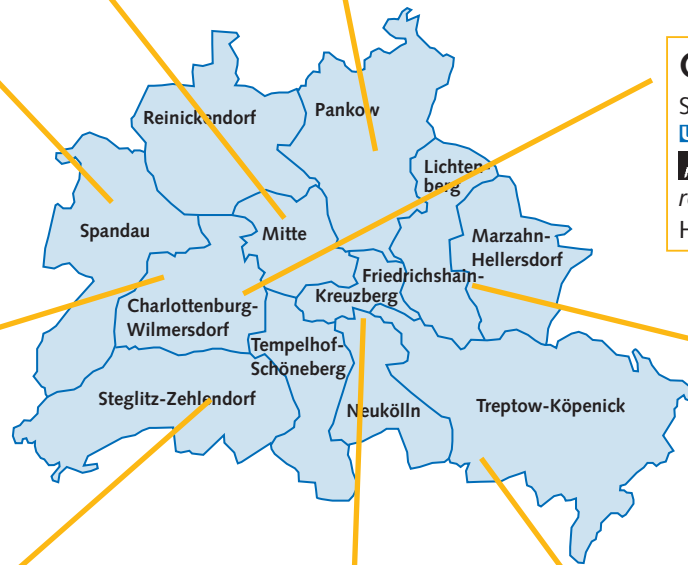 Reinickendorf
Pankow
Lichten-
berg
Spandau
Mitte
Marzahn-
Hellersdorf
Friedrichshain-
Kreuzberg
Charlottenburg-
Wilmersdorf
Tempelhof-
Schöneberg
Steglitz-Zehlendorf
Neukölln
Treptow-Köpenick